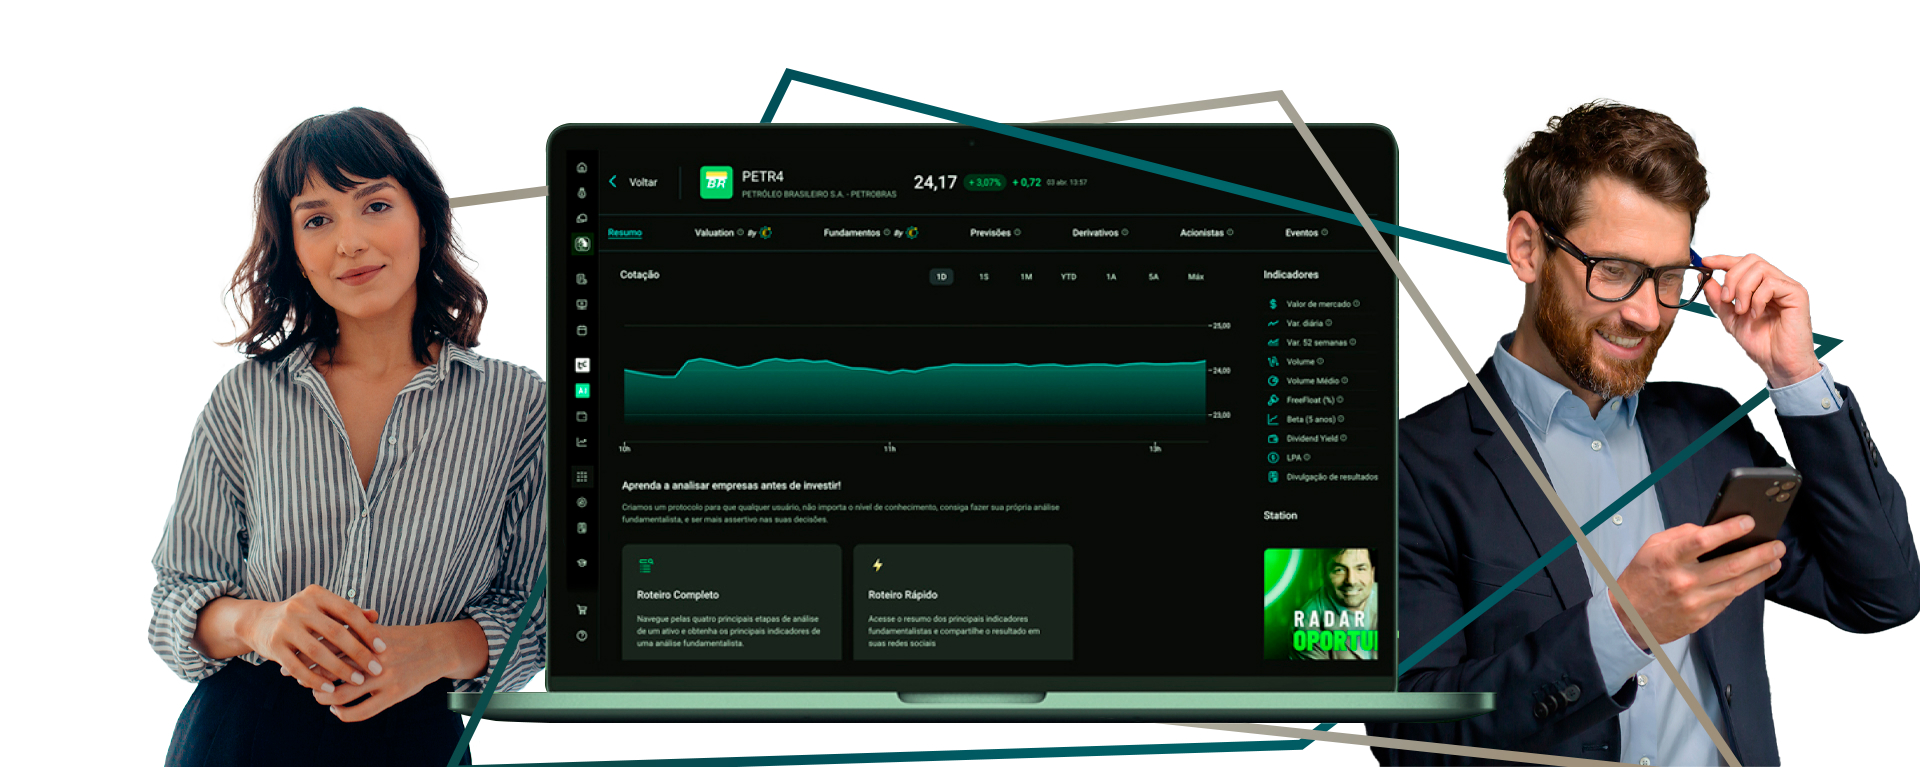 Voltar
BR
PETR4
PETRÓLEO BRASILEIRO S.A. - PETROBRAS
24,17
+ 3,07%
+ 0,72
03 abr. 13:57
Resumo
Valuation
By
Fundamentos
By
Previsões
Derivativos
Acionistas
Eventos
Cotação
1D
1S
1M
YTD
1A
5A
Máx
25,00
24,00
23,00
10h
11h
13h
Indicadores
Valor de mercado
Var. diária
Var. 52 semanas
Volume
Volume Médio
FreeFloat (%)
Beta (5 anos)
Dividend Yield
LPA
Divulgação de resultados
Aprenda a analisar empresas antes de investir!
Criamos um protocolo para que qualquer usuário, não importa o nível de conhecimento, consiga fazer sua própria análise
fundamentalista, e ser mais assertivo nas suas decisões.
Roteiro Completo
Navegue pelas quatro principais etapas de análise
de um ativo e obtenha os principais indicadores de
uma análise fundamentalista.
Roteiro Rápido
Acesse o resumo dos principais indicadores
fundamentalistas e compartilhe o resultado em
suas redes sociais
Station
RADAR
OPORTU